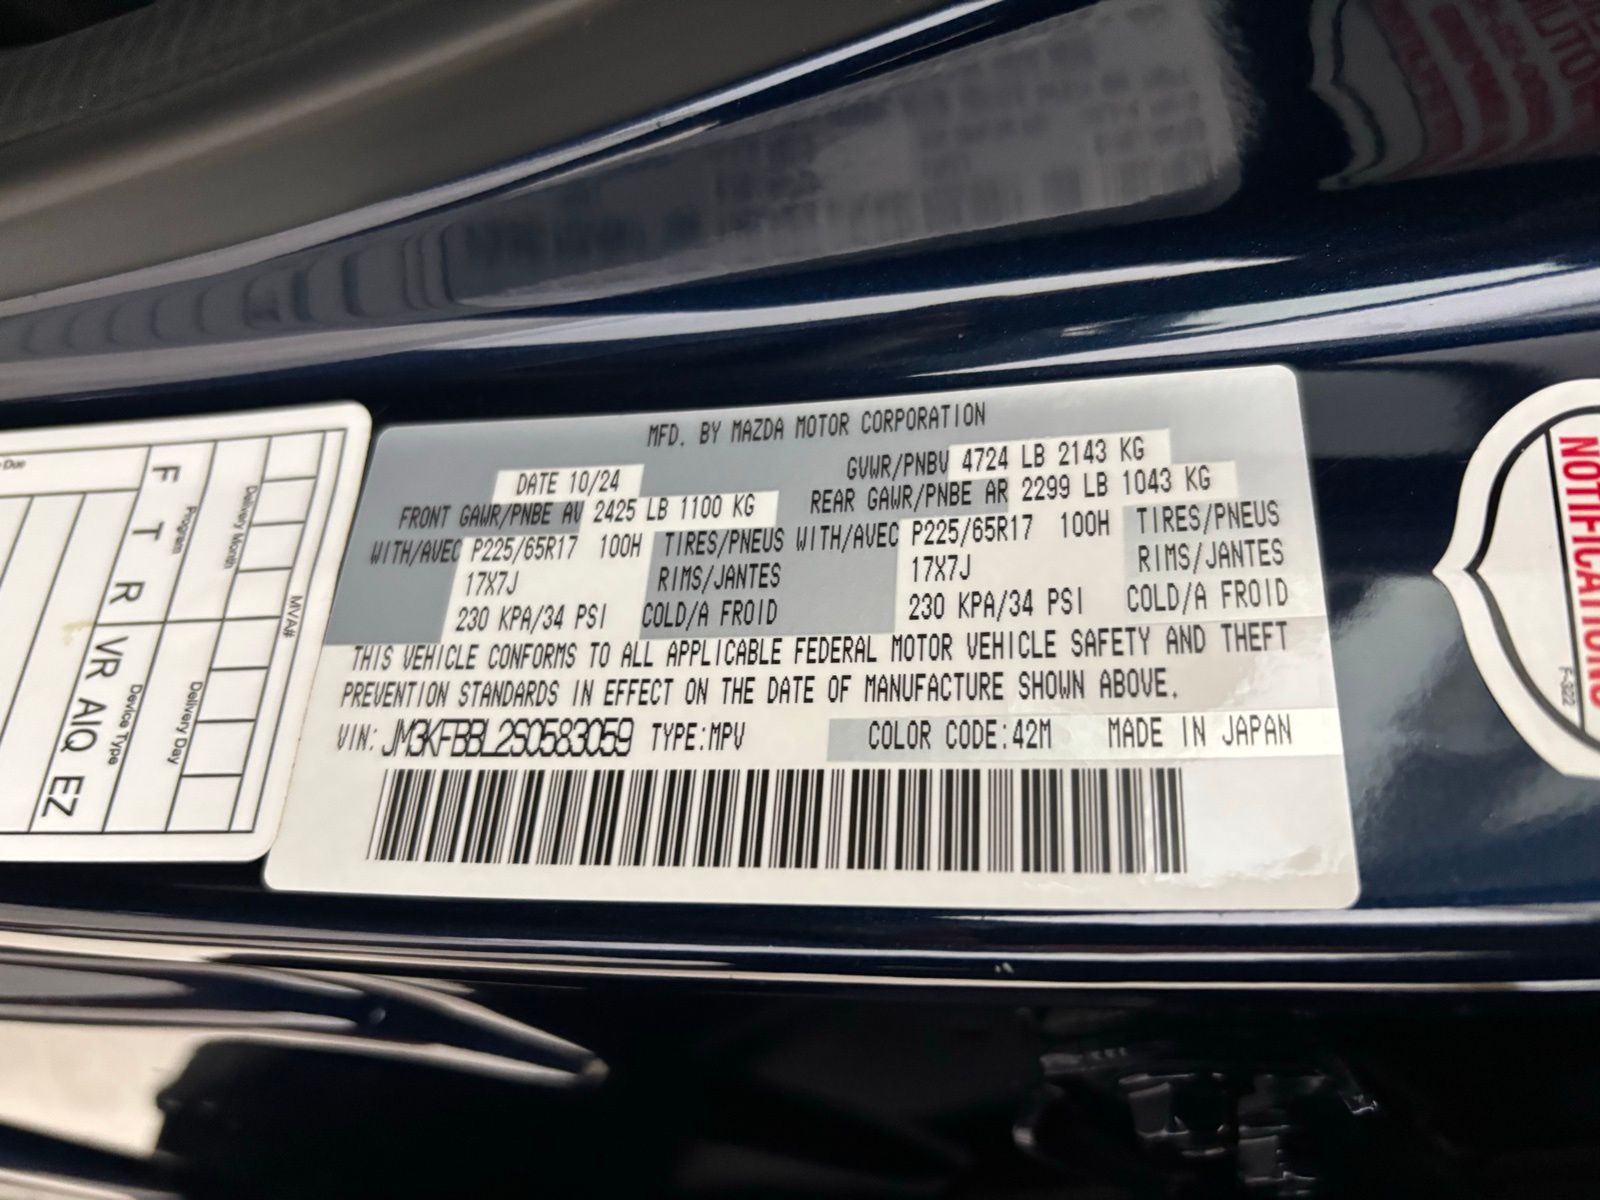 MFD. BY MAZDA MOTOR CORPORATION
DATE 10/24
GVWR/PNBV 4724 LB 2143 KG
FRONT GAWR/PNBE AV 2425 LB 1100 KG
REAR GAWR/PNBE AR 2299 LB 1043 KG
WITH/AVEC P225/65R17 100H TIRES/PNEUS
17X7J RIMS/JANTES
230 KPA/34 PSI COLD/A FROID
WITH/AVEC P225/65R17 100H TIRES/PNEUS
17X7J RIMS/JANTES
230 KPA/34 PSI COLD/A FROID
THIS VEHICLE CONFORMS TO ALL APPLICABLE FEDERAL MOTOR VEHICLE SAFETY AND THEFT
PREVENTION STANDARDS IN EFFECT ON THE DATE OF MANUFACTURE SHOWN ABOVE.
VIN: JM3KFBBL2S0583059 TYPE:MPV COLOR CODE:42M MADE IN JAPAN
MVA#
Delivery Month
Delivery Day
Program
Device Type
F T R VR AIQ EZ
Due
NOTIFICATIONS
F-322